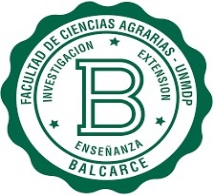 FACULTAD DE CIENCIAS AGRARIAS - UNMDP
INVESTIGACION
EXTENSION
B
ENSEÑANZA
BALCARCE